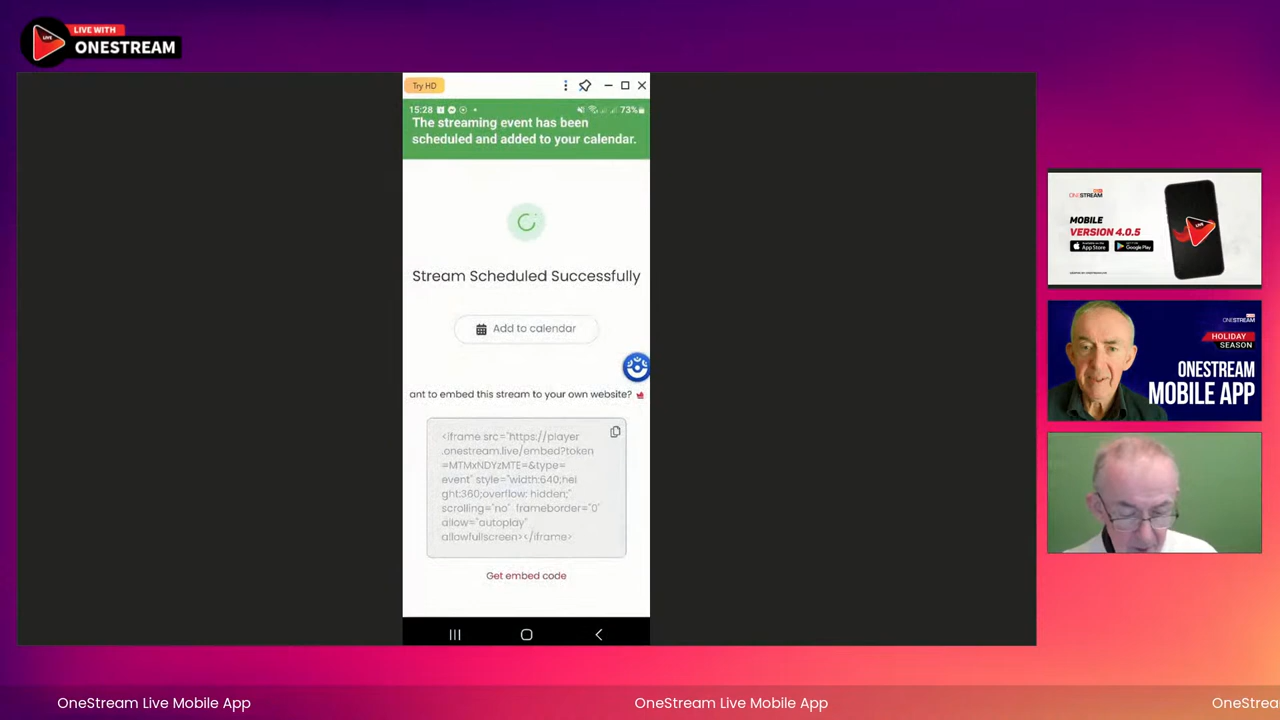 LIVE WITH
LIVE
ONESTREAM
Try HD
15:28
73%
The streaming event has been
scheduled and added to your calendar.
Stream Scheduled Successfully
Add to calendar
ant to embed this stream to your own website?
<iframe src="https://player
.onestream.live/embed?token
=MTMxNDYzMTE=&type=
event" style="width:640;hei
ght:360;overflow: hidden;"
scrolling="no" frameborder="0"
allow="autoplay"
allowfullscreen></iframe>
Get embed code
ONESTREAM
MOBILE
VERSION 4.0.5
App Store
Google Play
LIVE
ONESTREAM
HOLIDAY
SEASON
ONESTREAM
MOBILE APP
OneStream Live Mobile App
OneStream Live Mobile App
OneStrea